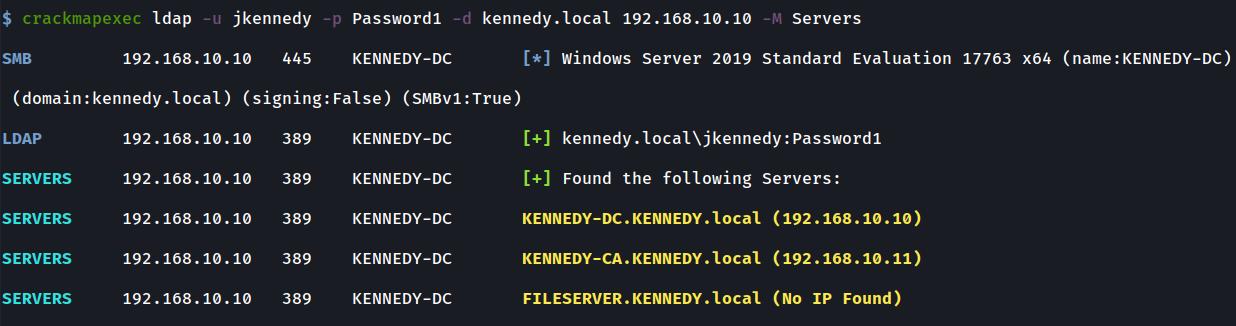 $ crackmapexec ldap -u jkennedy -p Password1 -d kennedy.local 192.168.10.10 -M Servers
SMB 192.168.10.10 445 KENNEDY-DC [*] Windows Server 2019 Standard Evaluation 17763 x64 (name:KENNEDY-DC)
(domain:kennedy.local) (signing:False) (SMBv1:True)
LDAP 192.168.10.10 389 KENNEDY-DC [+] kennedy.local\jkennedy:Password1
SERVERS 192.168.10.10 389 KENNEDY-DC [+] Found the following Servers:
SERVERS 192.168.10.10 389 KENNEDY-DC KENNEDY-DC.KENNEDY.local (192.168.10.10)
SERVERS 192.168.10.10 389 KENNEDY-DC KENNEDY-CA.KENNEDY.local (192.168.10.11)
SERVERS 192.168.10.10 389 KENNEDY-DC FILESERVER.KENNEDY.local (No IP Found)